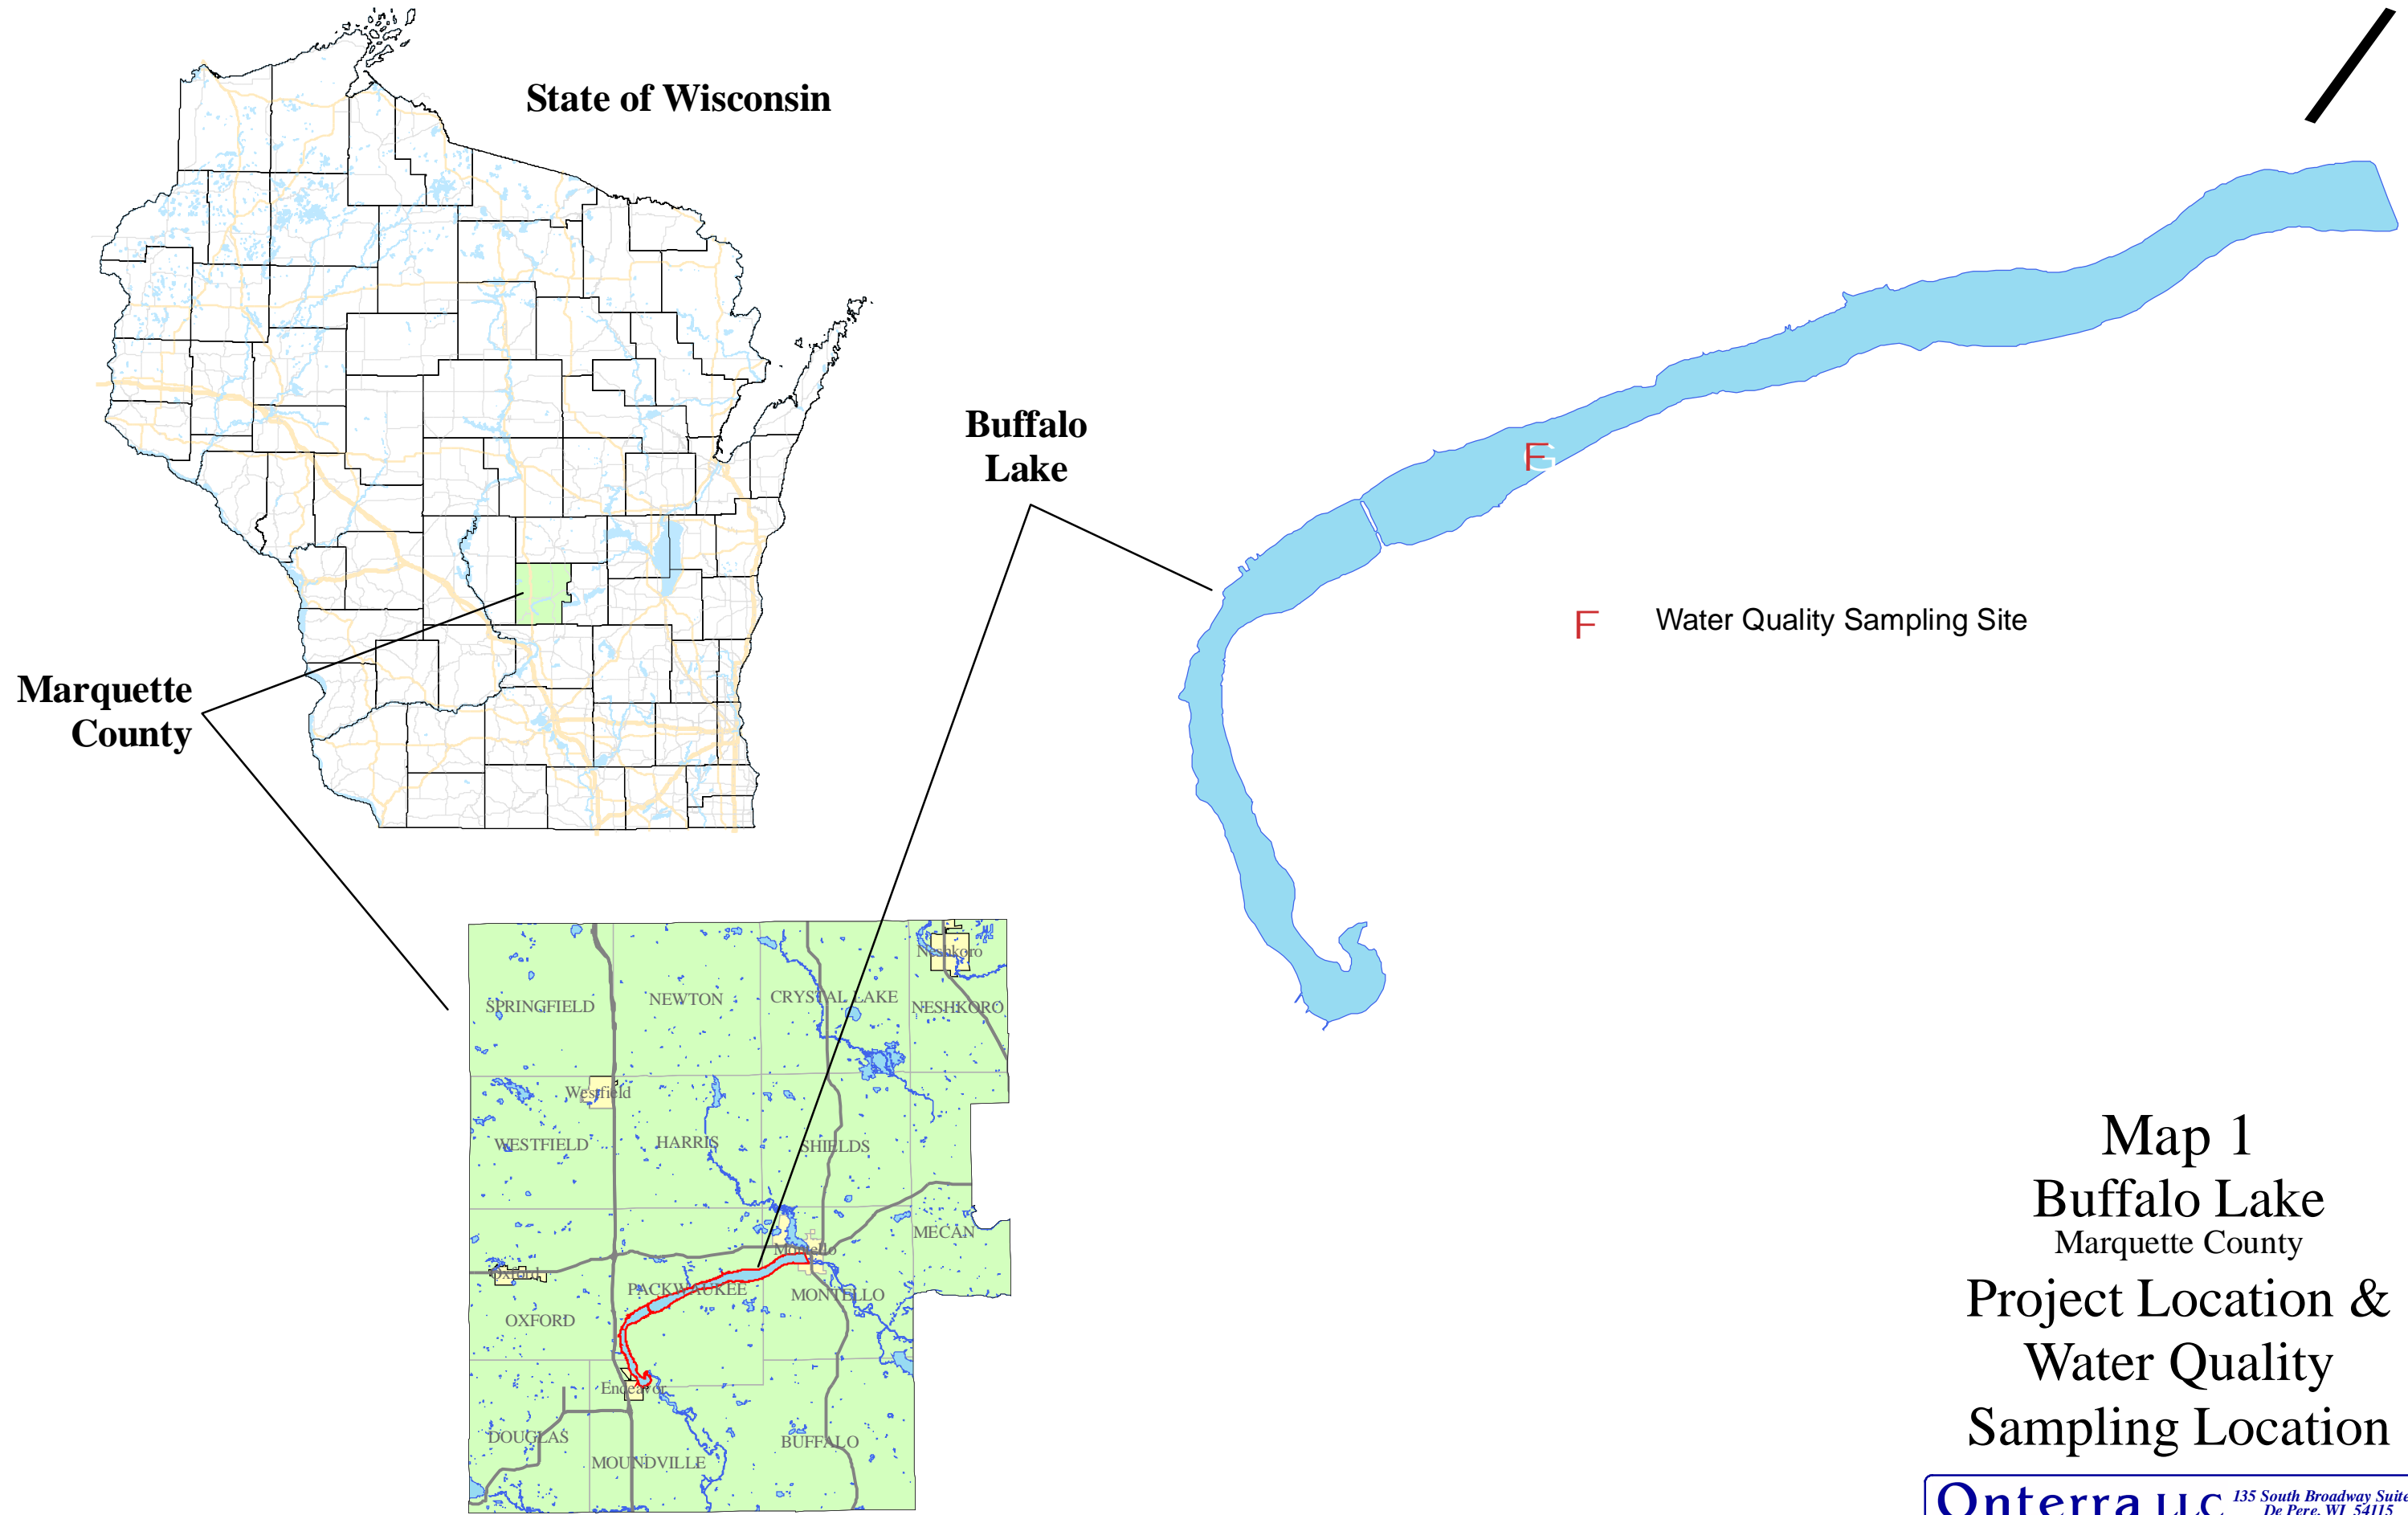 State of Wisconsin
Buffalo
Lake
F
G
F Water Quality Sampling Site
Marquette
County
Neshkoro
SPRINGFIELD
NEWTON
CRYSTAL LAKE
NESHKORO
Westfield
WESTFIELD
HARRIS
SHIELDS
MECAN
Montello
Oxford
PACKWAUKEE
MONTELLO
OXFORD
Endeavor
DOUGLAS
BUFFALO
MOUNDVILLE
Map 1
Buffalo Lake
Marquette County
Project Location &
Water Quality
Sampling Location
Onterra LLC
135 South Broadway Suite
De Pere, WI 54115